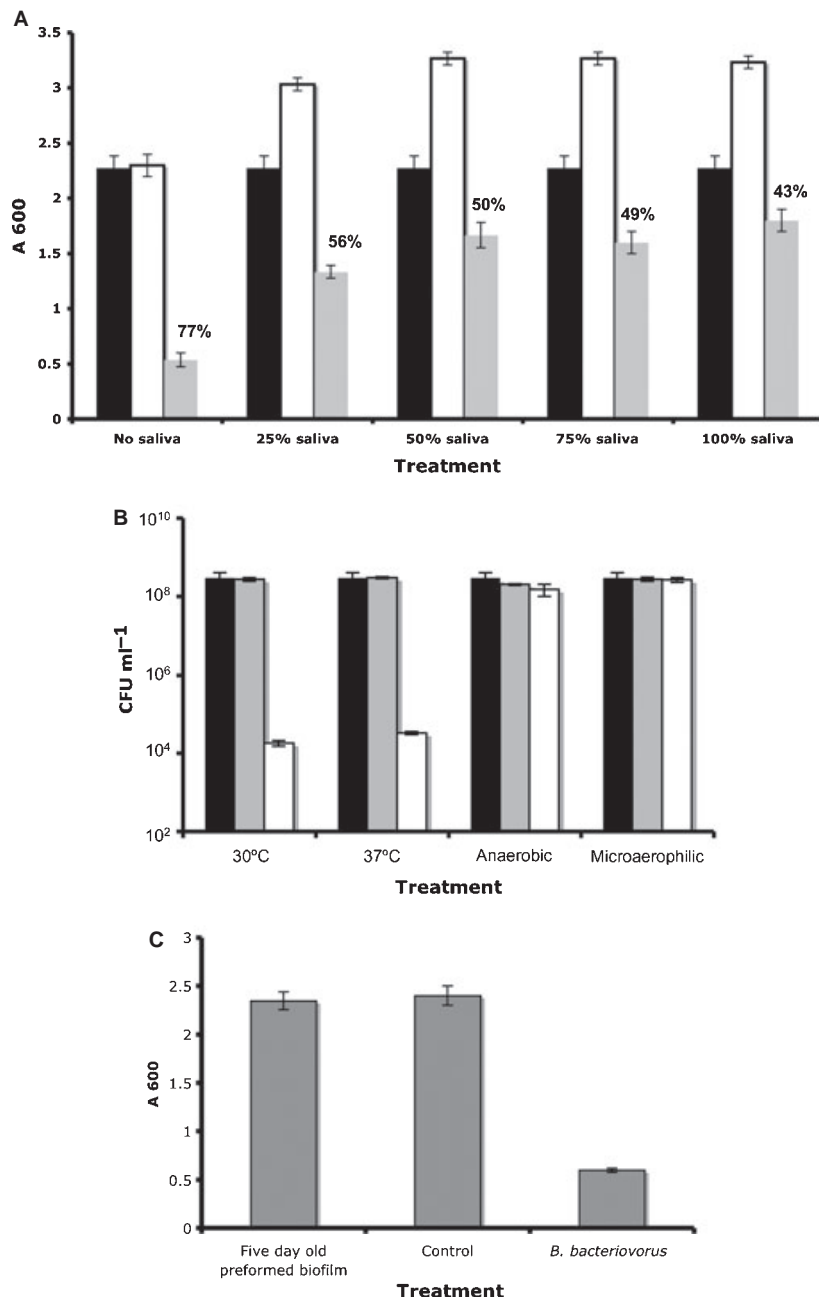 A
3.5
3
2.5
2
1.5
1
0.5
0
A 600
77%
56%
50%
49%
43%
No saliva 25% saliva 50% saliva 75% saliva 100% saliva
Treatment
B
10¹⁰
10⁸
10⁶
10⁴
10²
CFU ml⁻¹
30°C 37°C Anaerobic Microaerophilic
Treatment
C
3
2.5
2
1.5
1
0.5
0
A 600
Five day old
preformed biofilm
Control
B. bacteriovorus
Treatment